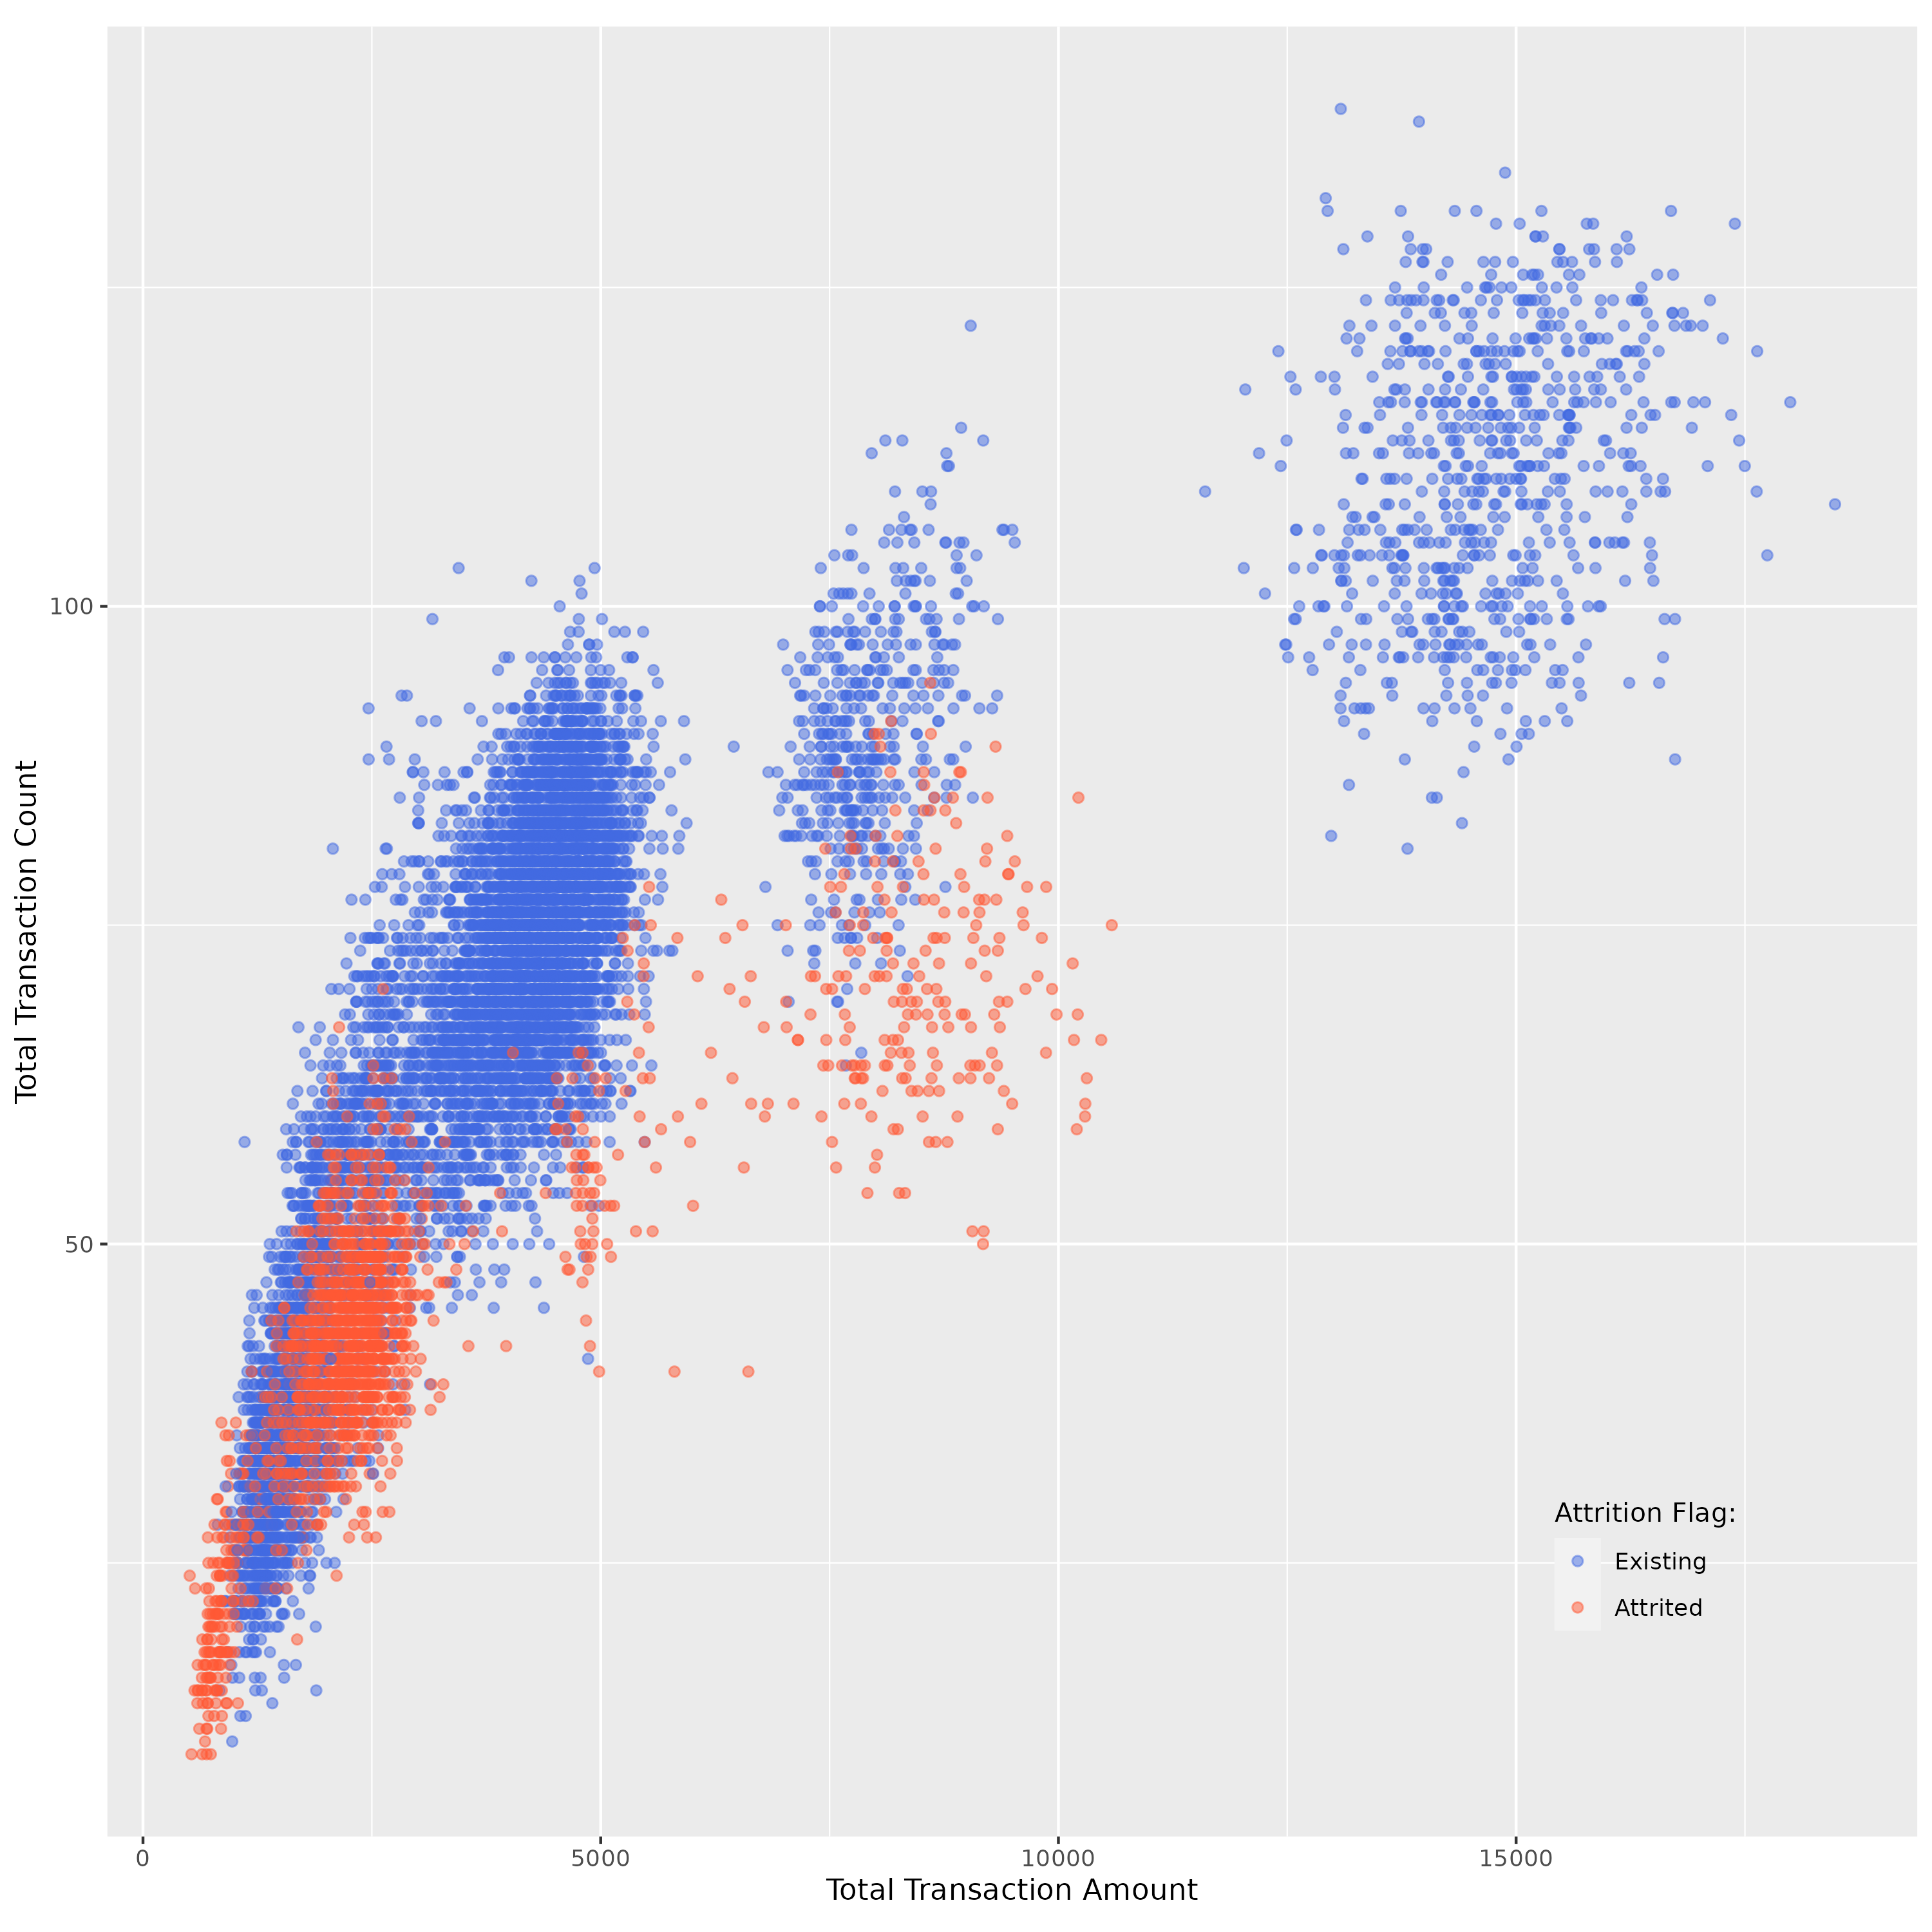 Total Transaction Count
100
50
0
5000
10000
15000
Total Transaction Amount
Attrition Flag:
Existing
Attrited